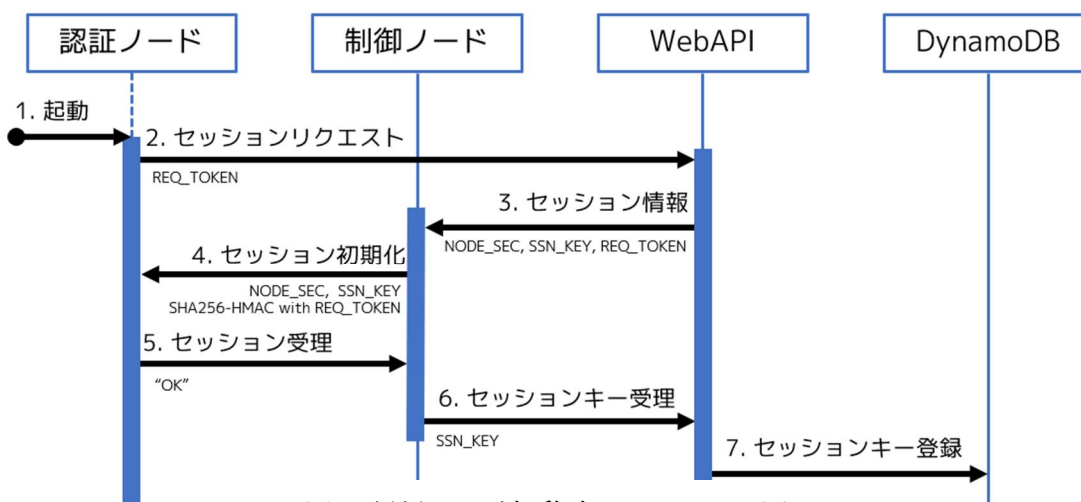 認証ノード
制御ノード
WebAPI
DynamoDB
1. 起動
2. セッションリクエスト
REQ_TOKEN
3. セッション情報
NODE_SEC, SSN_KEY, REQ_TOKEN
4. セッション初期化
NODE_SEC, SSN_KEY
SHA256-HMAC with REQ_TOKEN
5. セッション受理
“OK”
6. セッションキー受理
SSN_KEY
7. セッションキー登録